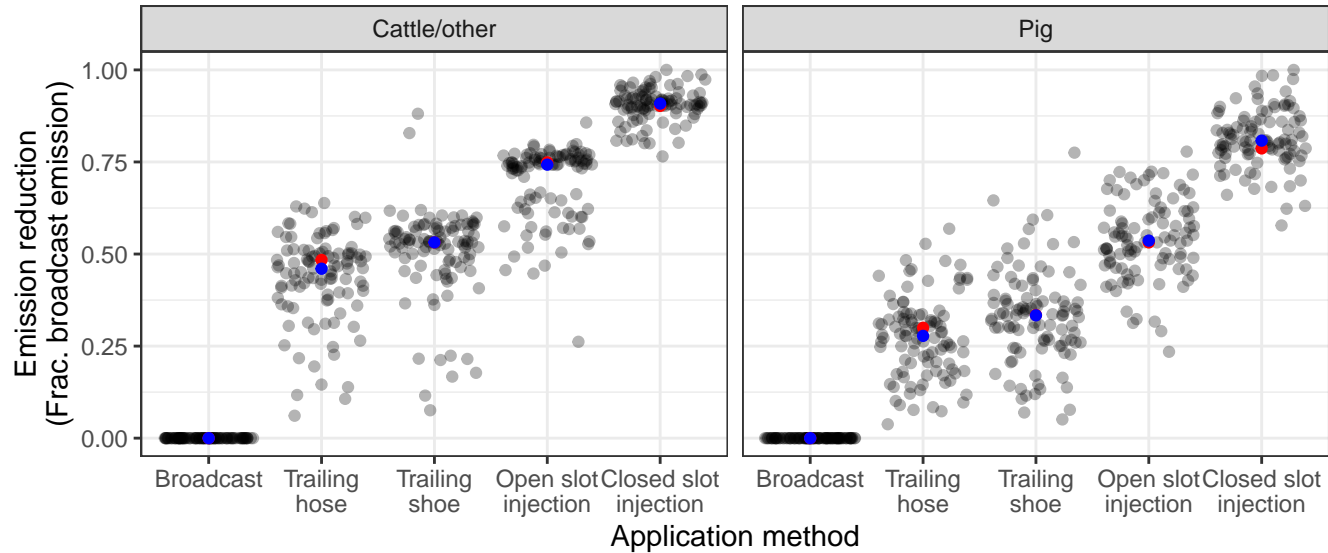 Cattle/other
Pig
Emission reduction
(Frac. broadcast emission)
1.00
0.75
0.50
0.25
0.00
Broadcast
Trailing
hose
Trailing
shoe
Open slot
injection
Closed slot
injection
Broadcast
Trailing
hose
Trailing
shoe
Open slot
injection
Closed slot
injection
Application method